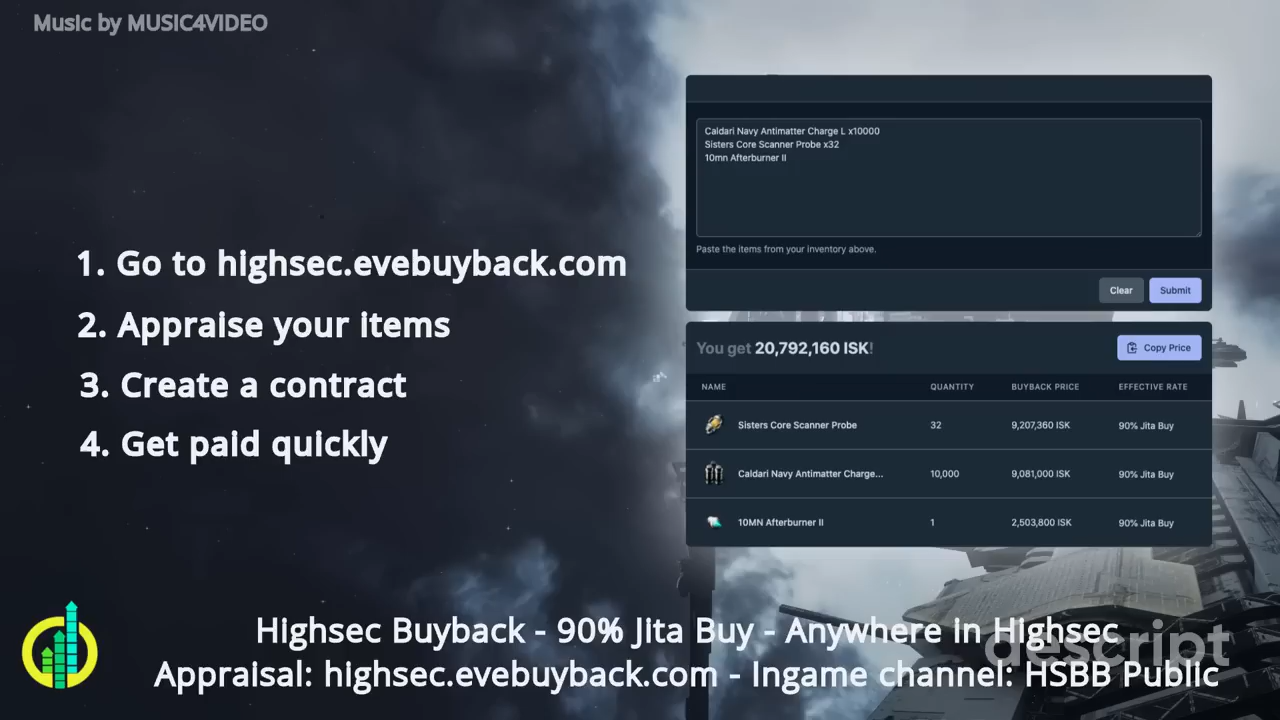 Music by MUSIC4VIDEO
1. Go to highsec.evebuyback.com
2. Appraise your items
3. Create a contract
4. Get paid quickly
Caldari Navy Antimatter Charge L x10000
Sisters Core Scanner Probe x32
10mn Afterburner II
Paste the items from your inventory above.
Clear Submit
You get 20,792,160 ISK! Copy Price
NAME QUANTITY BUYBACK PRICE EFFECTIVE RATE
Sisters Core Scanner Probe 32 9,207,360 ISK 90% Jita Buy
Caldari Navy Antimatter Charge... 10,000 9,081,000 ISK 90% Jita Buy
10MN Afterburner II 1 2,503,800 ISK 90% Jita Buy
Highsec Buyback - 90% Jita Buy - Anywhere in Highsec
descript
Appraisal: highsec.evebuyback.com - Ingame channel: HSBB Public